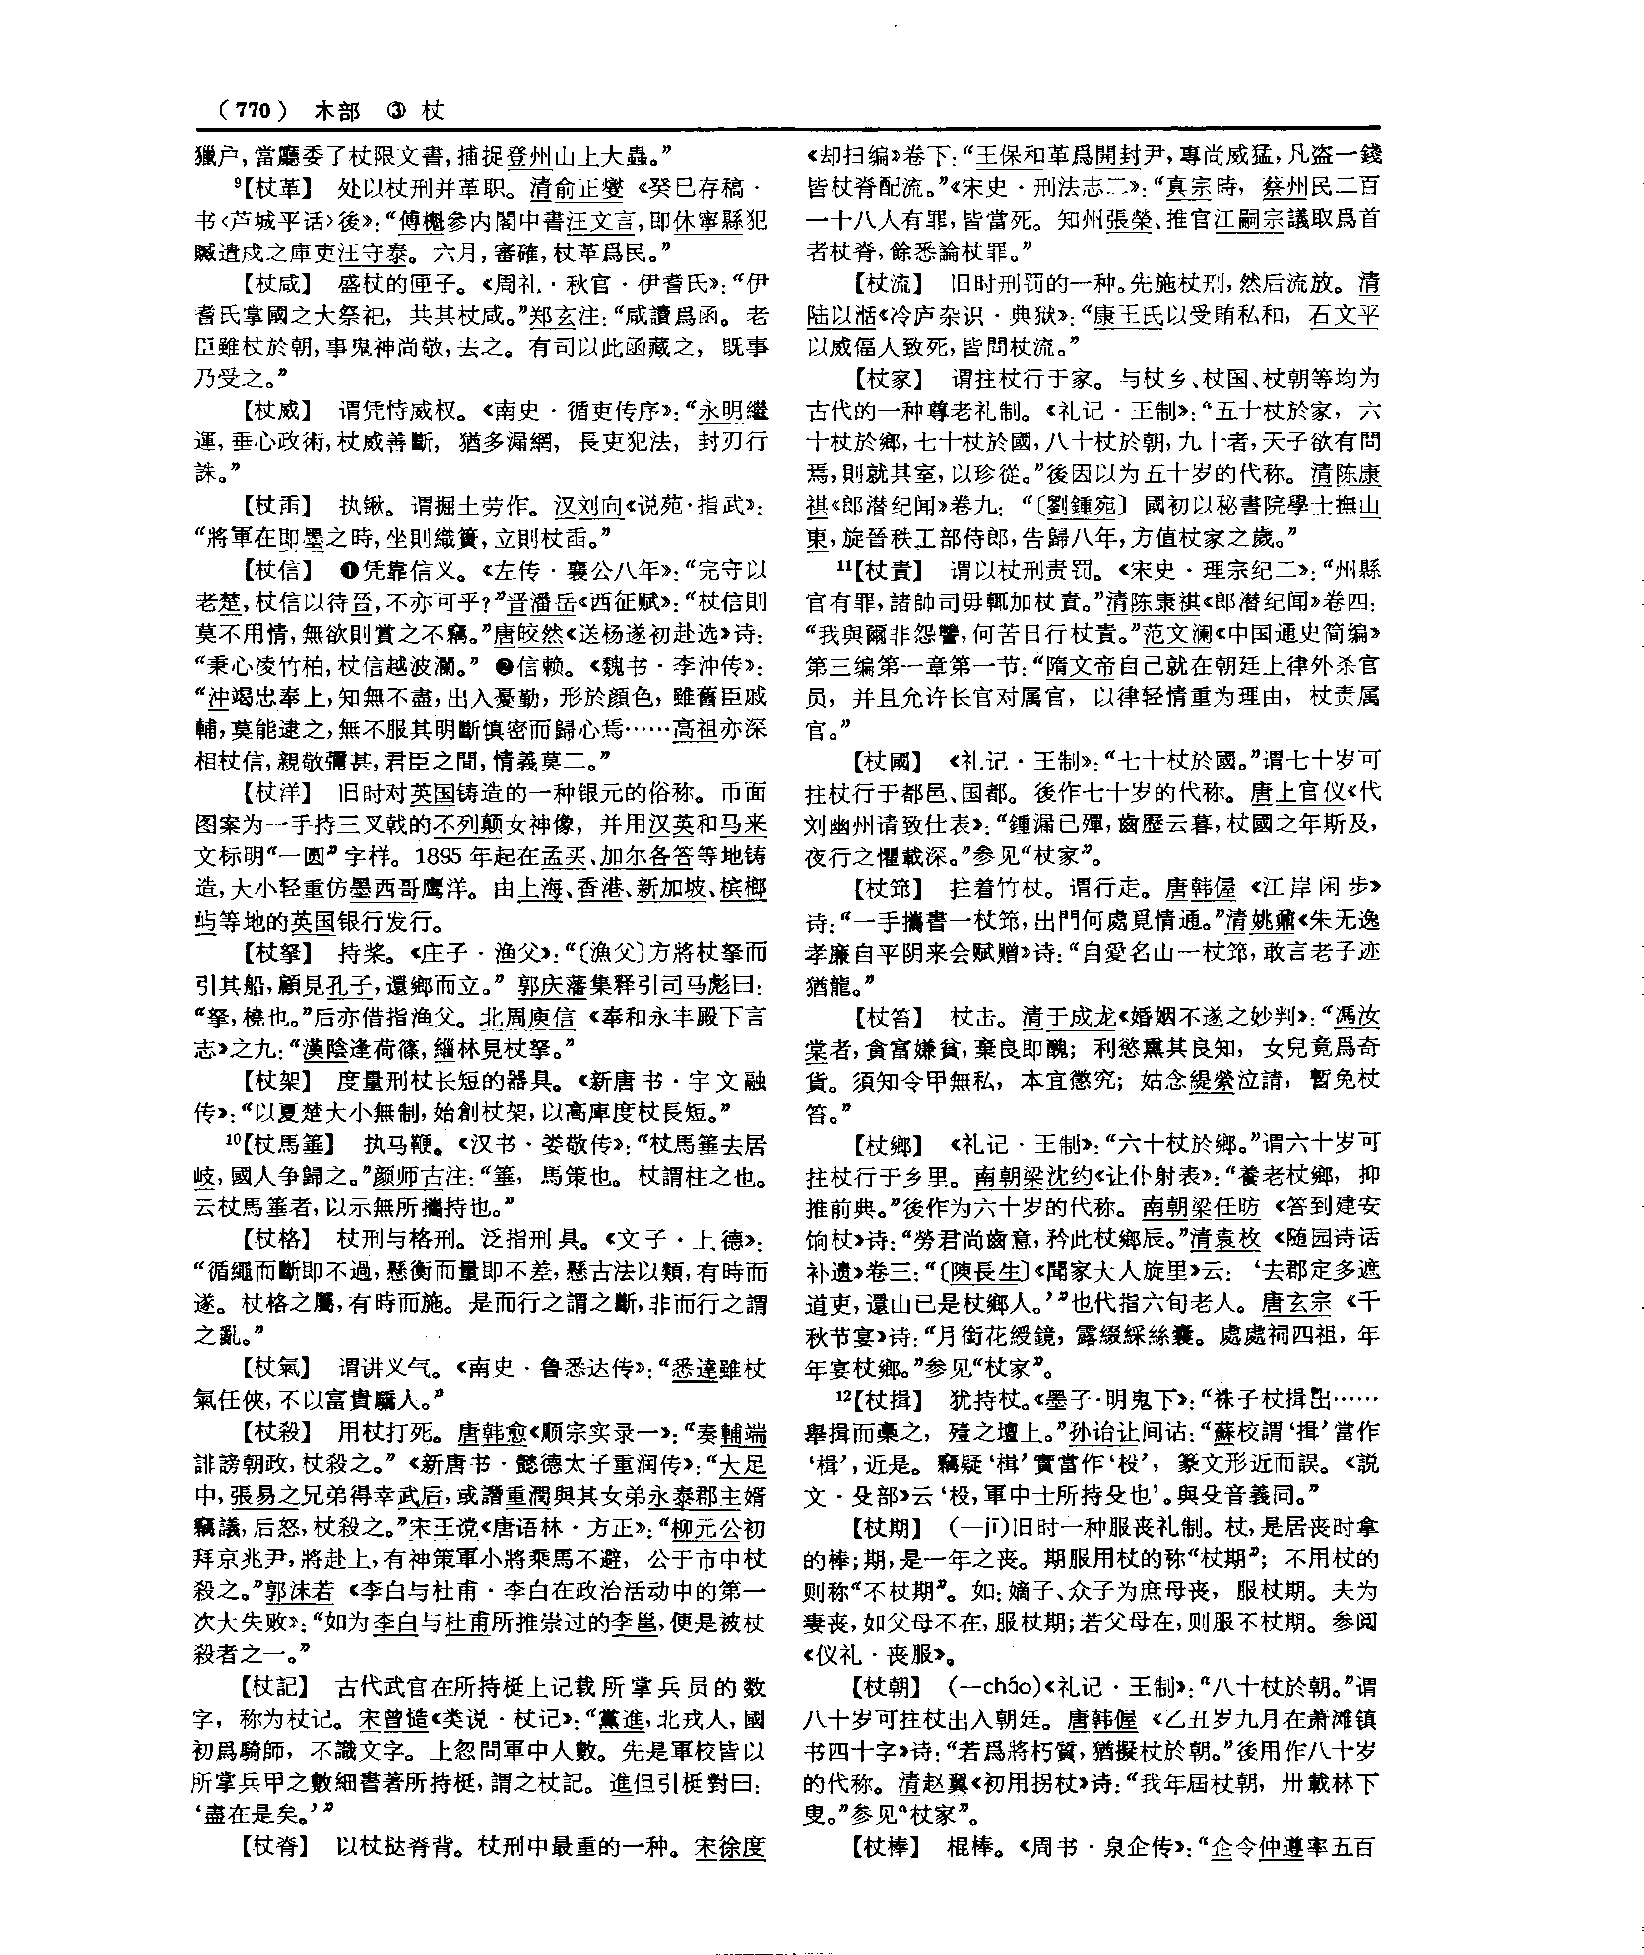 （770） 木部 ③ 杖
獵户，當廳委了杖限文書，捕捉登州山上大蟲。”
9【杖革】 处以杖刑并革职。清俞正燮《癸巳存稿·
书〈芦城平话〉後》：“傅櫆參内閣中書汪文言，即休寧縣犯
贓遣戍之庫吏汪守泰。六月，審確，杖革爲民。”
【杖咸】 盛杖的匣子。《周礼·秋官·伊耆氏》：“伊
耆氏掌國之大祭祀，共其杖咸。”郑玄注：“咸讀爲函。老
臣雖杖於朝，事鬼神尚敬，去之。有司以此函藏之，既事
乃受之。”
【杖威】 谓凭恃威权。《南史·循吏传序》：“永明繼
運，垂心政術，杖威善斷，猶多漏網，長吏犯法，封刃行
誅。”
【杖臿】 执锹。谓掘土劳作。汉刘向《说苑·指武》：
“將軍在即墨之時，坐則織簣，立則杖臿。”
【杖信】 ❶凭靠信义。《左传·襄公八年》：“完守以
老楚，杖信以待晉，不亦可乎？”晋潘岳《西征赋》：“杖信則
莫不用情，無欲則賞之不竊。”唐皎然《送杨遂初赴选》诗：
“秉心凌竹柏，杖信越波瀾。” ❷信赖。《魏书·李冲传》：
“沖竭忠奉上，知無不盡，出入憂勤，形於顔色，雖舊臣戚
輔，莫能逮之，無不服其明斷慎密而歸心焉……高祖亦深
相杖信，親敬彌甚，君臣之間，情義莫二。”
【杖洋】 旧时对英国铸造的一种银元的俗称。币面
图案为一手持三叉戟的不列颠女神像，并用汉英和马来
文标明“一圆”字样。1895年起在孟买、加尔各答等地铸
造，大小轻重仿墨西哥鹰洋。由上海、香港、新加坡、槟榔
屿等地的英国银行发行。
【杖拏】 持桨。《庄子·渔父》：“〔漁父〕方將杖拏而
引其船，顧見孔子，還鄉而立。” 郭庆藩集释引司马彪曰：
“拏，橈也。”后亦借指渔父。北周庾信《奉和永丰殿下言
志》之九：“漢陰逢荷篠，緇林見杖拏。”
【杖架】 度量刑杖长短的器具。《新唐书·宇文融
传》：“以夏楚大小無制，始創杖架，以高庳度杖長短。”
10【杖馬箠】 执马鞭。《汉书·娄敬传》：“杖馬箠去居
岐，國人争歸之。”颜师古注：“箠，馬策也。杖謂柱之也。
云杖馬箠者，以示無所攜持也。”
【杖格】 杖刑与格刑。泛指刑具。《文子·上德》：
“循繩而斷即不過，懸衡而量即不差，懸古法以類，有時而
遂。杖格之屬，有時而施。是而行之謂之斷，非而行之謂
之亂。”
【杖氣】 谓讲义气。《南史·鲁悉达传》：“悉達雖杖
氣任俠，不以富貴驕人。”
【杖殺】 用杖打死。唐韩愈《顺宗实录一》：“奏輔端
誹謗朝政，杖殺之。”《新唐书·懿德太子重润传》：“大足
中，張易之兄弟得幸武后，或譖重潤與其女弟永泰郡主婿
竊議，后怒，杖殺之。”宋王谠《唐语林·方正》：“柳元公初
拜京兆尹，將赴上，有神策軍小將乘馬不避，公于市中杖
殺之。”郭沫若《李白与杜甫·李白在政治活动中的第一
次大失败》：“如为李白与杜甫所推崇过的李邕，便是被杖
殺者之一。”
【杖記】 古代武官在所持梃上记载所掌兵员的数
字，称为杖记。宋曾慥《类说·杖记》：“黨進，北戎人，國
初爲騎師，不識文字。上忽問軍中人數。先是軍校皆以
所掌兵甲之數細書著所持梃，謂之杖記。進但引梃對曰：
‘盡在是矣。’”
【杖脊】 以杖挞脊背。杖刑中最重的一种。宋徐度
《却扫编》卷下：“王保和革爲開封尹，專尚威猛，凡盗一錢
皆杖脊配流。”《宋史·刑法志二》：“真宗時，蔡州民二百
一十八人有罪，皆當死。知州張榮、推官江嗣宗議取爲首
者杖脊，餘悉論杖罪。”
【杖流】 旧时刑罚的一种。先施杖刑，然后流放。清
陆以湉《冷庐杂识·典狱》：“康王氏以受賄私和，石文平
以威偪人致死，皆問杖流。”
【杖家】 谓拄杖行于家。与杖乡、杖国、杖朝等均为
古代的一种尊老礼制。《礼记·王制》：“五十杖於家，六
十杖於鄉，七十杖於國，八十杖於朝，九十者，天子欲有問
焉，則就其室，以珍從。”後因以为五十岁的代称。清陈康
祺《郎潜纪闻》卷九：“〔劉鍾宛〕國初以秘書院學士撫山
東，旋晉秩工部侍郎，告歸八年，方值杖家之歲。”
11【杖責】 谓以杖刑责罚。《宋史·理宗纪二》：“州縣
官有罪，諸帥司毋輒加杖責。”清陈康祺《郎潜纪闻》卷四：
“我與爾非怨讐，何苦日行杖責。”范文澜《中国通史简编》
第三编第一章第一节：“隋文帝自己就在朝廷上律外杀官
员，并且允许长官对属官，以律轻情重为理由，杖责属
官。”
【杖國】 《礼记·王制》：“七十杖於國。”谓七十岁可
拄杖行于都邑、国都。後作七十岁的代称。唐上官仪《代
刘幽州请致仕表》：“鍾漏已殫，齒歷云暮，杖國之年斯及，
夜行之懼載深。”参见“杖家”。
【杖筇】 拄着竹杖。谓行走。唐韩偓《江岸闲步》
诗：“一手攜書一杖筇，出門何處覓情通。”清姚鼐《朱无逸
孝廉自平阴来会赋赠》诗：“自愛名山一杖筇，敢言老子迹
猶龍。”
【杖笞】 杖击。清于成龙《婚姻不遂之妙判》：“馮汝
棠者，貪富嫌貧，棄良即醜；利慾熏其良知，女兒竟爲奇
貨。須知令甲無私，本宜懲究；姑念緹縈泣請，暫免杖
笞。”
【杖鄉】 《礼记·王制》：“六十杖於鄉。”谓六十岁可
拄杖行于乡里。南朝梁沈约《让仆射表》：“養老杖鄉，抑
推前典。”後作为六十岁的代称。南朝梁任昉《答到建安
饷杖》诗：“勞君尚齒意，矜此杖鄉辰。”清袁枚《随园诗话
补遗》卷三：“〔陳長生〕《聞家大人旋里》云：‘去郡定多遮
道吏，還山已是杖鄉人。’”也代指六旬老人。唐玄宗《千
秋节宴》诗：“月銜花綬鏡，露綴綵絲囊。處處祠四祖，年
年宴杖鄉。”参见“杖家”。
12【杖揖】 犹持杖。《墨子·明鬼下》：“祩子杖揖出……
舉揖而槀之，殪之壇上。”孙诒让间诂：“蘇校謂‘揖’當作
‘楫’，近是。竊疑‘楫’實當作‘杸’，篆文形近而誤。《説
文·殳部》云‘杸，軍中士所持殳也’。與殳音義同。”
【杖期】 （—jī）旧时一种服丧礼制。杖，是居丧时拿
的棒；期，是一年之丧。期服用杖的称“杖期”；不用杖的
则称“不杖期”。如：嫡子、众子为庶母丧，服杖期。夫为
妻丧，如父母不在，服杖期；若父母在，则服不杖期。参阅
《仪礼·丧服》。
【杖朝】 （—cháo）《礼记·王制》：“八十杖於朝。”谓
八十岁可拄杖出入朝廷。唐韩偓《乙丑岁九月在萧滩镇
书四十字》诗：“若爲將朽質，猶擬杖於朝。”後用作八十岁
的代称。清赵翼《初用拐杖》诗：“我年屆杖朝，卅載林下
叟。”参见“杖家”。
【杖棒】 棍棒。《周书·泉企传》：“企令仲遵率五百